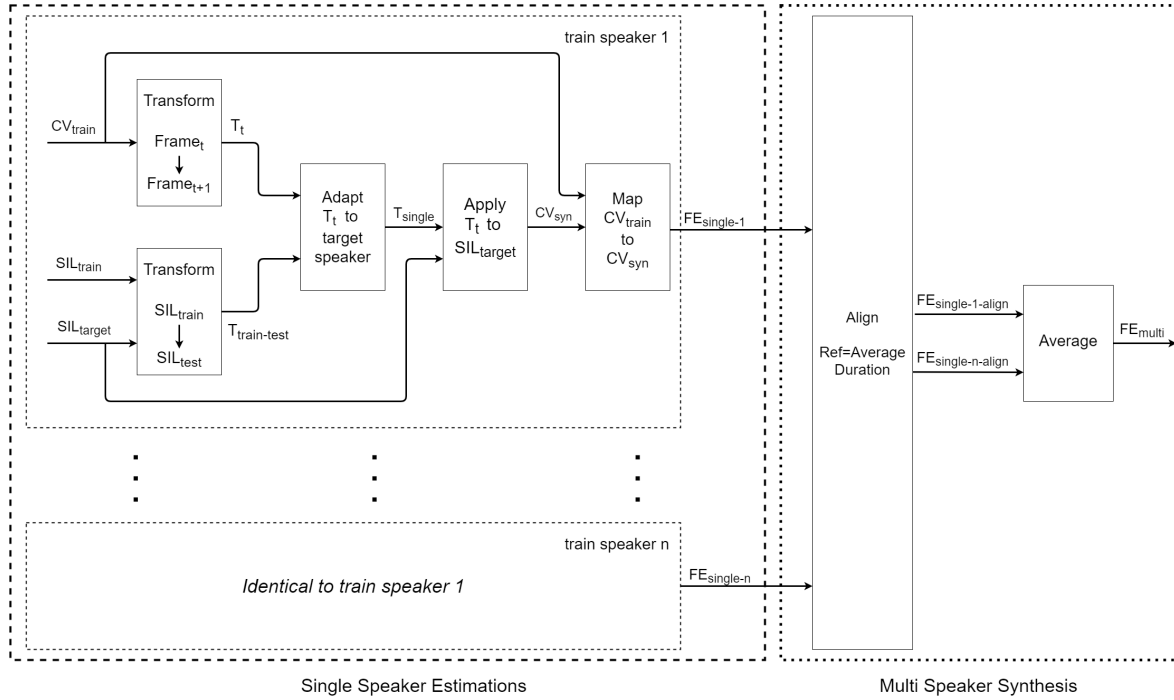 train speaker 1
CV_train
Transform
Frame_t
Frame_t+1
T_t
SIL_train
SIL_target
Transform
SIL_train
SIL_test
T_train-test
Adapt
T_t to
target
speaker
T_single
Apply
T_t to
SIL_target
CV_syn
Map
CV_train
to
CV_syn
FE_single-1
train speaker n
Identical to train speaker 1
FE_single-n
Align
Ref=Average
Duration
FE_single-1-align
FE_single-n-align
Average
FE_multi
Single Speaker Estimations
Multi Speaker Synthesis